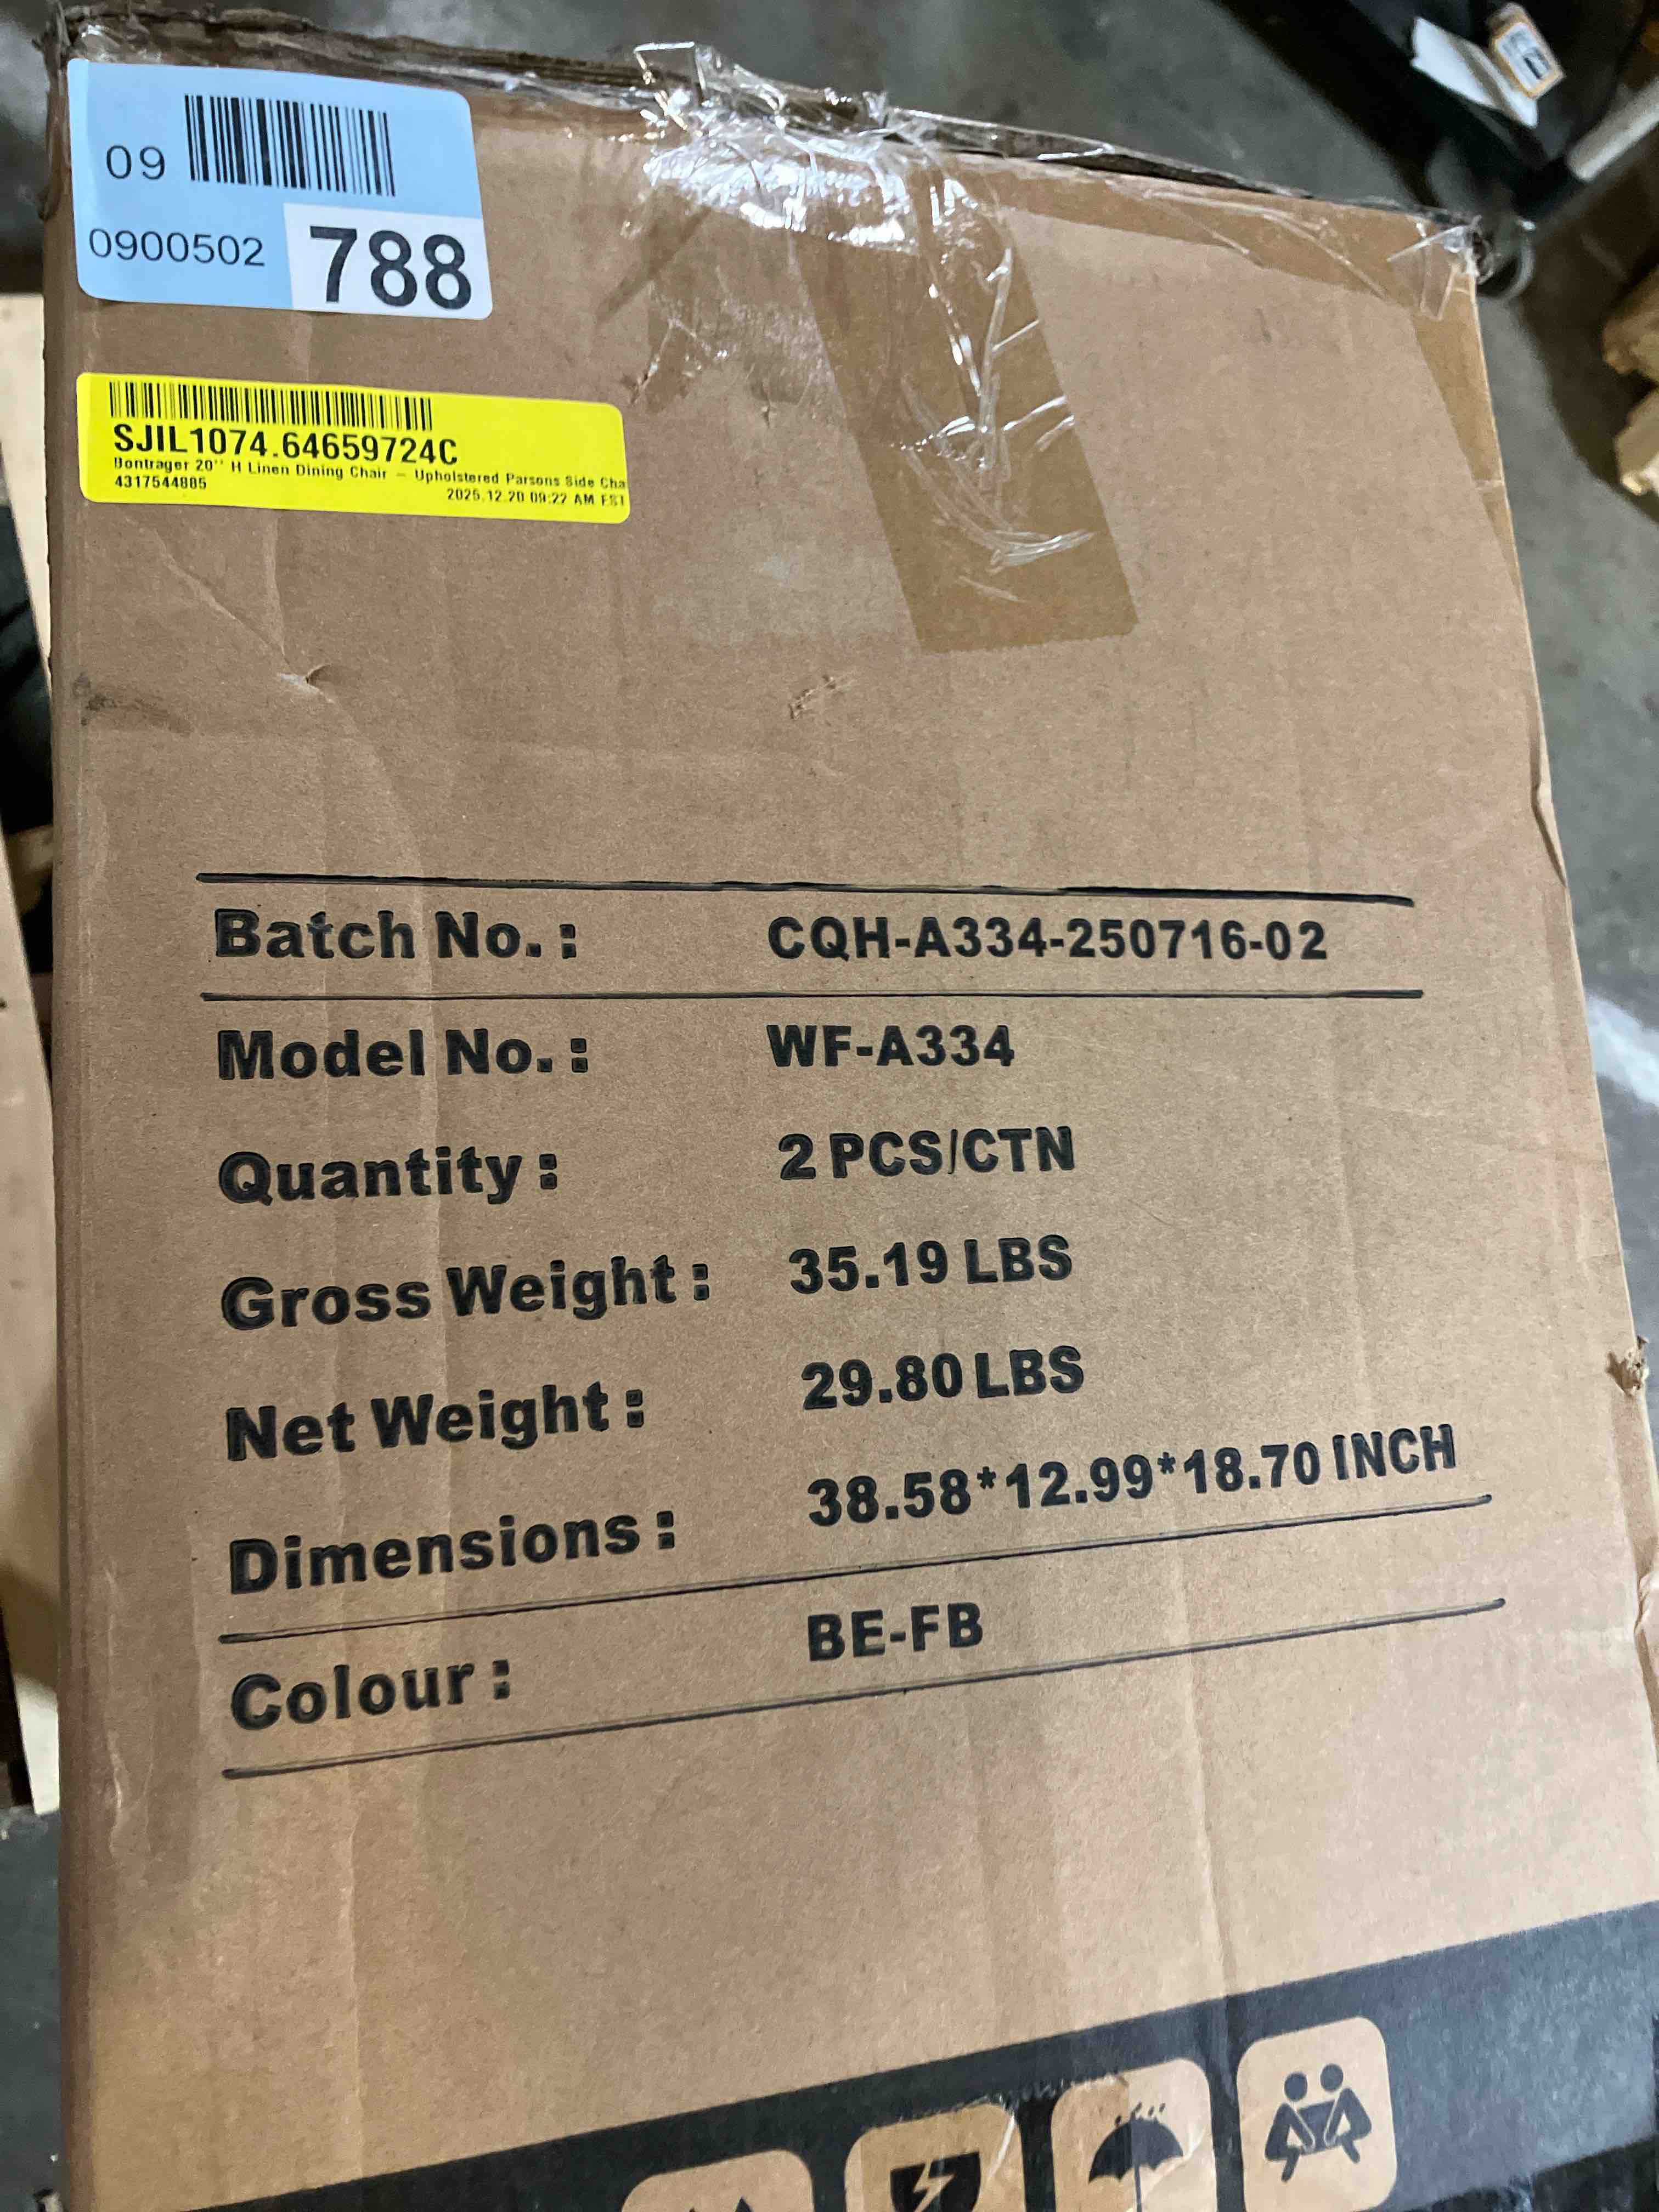 09
0900502 788
SJIL1074.64659724C
Bontrager 20'' H Linen Dining Chair – Upholstered Parsons Side Cha
4317544885
2025.12.20 09:22 AM EST
Batch No. : CQH-A334-250716-02
Model No. : WF-A334
Quantity : 2 PCS/CTN
Gross Weight : 35.19 LBS
Net Weight : 29.80 LBS
Dimensions : 38.58*12.99*18.70 INCH
Colour : BE-FB